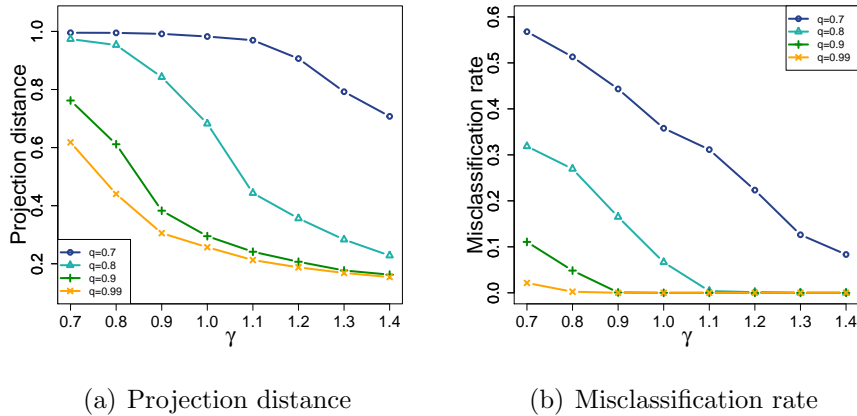 Projection distance
1.0
0.8
0.6
0.4
0.2
q=0.7
q=0.8
q=0.9
q=0.99
0.7 0.8 0.9 1.0 1.1 1.2 1.3 1.4
γ
(a) Projection distance
Misclassification rate
0.6
0.5
0.4
0.3
0.2
0.1
0.0
q=0.7
q=0.8
q=0.9
q=0.99
0.7 0.8 0.9 1.0 1.1 1.2 1.3 1.4
γ
(b) Misclassification rate